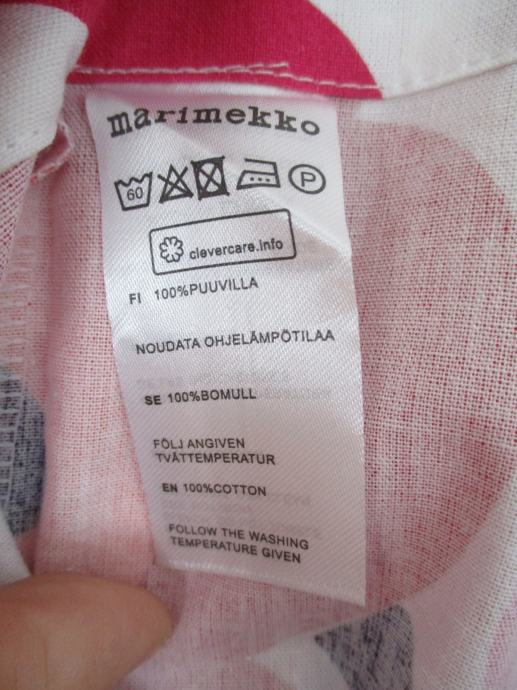 marimekko
60 P
clevercare.info
FI 100%PUUVILLA
NOUDATA OHJELÄMPÖTILAA
SE 100%BOMULL
FÖLJ ANGIVEN
TVÄTTEMPERATUR
EN 100%COTTON
FOLLOW THE WASHING
TEMPERATURE GIVEN